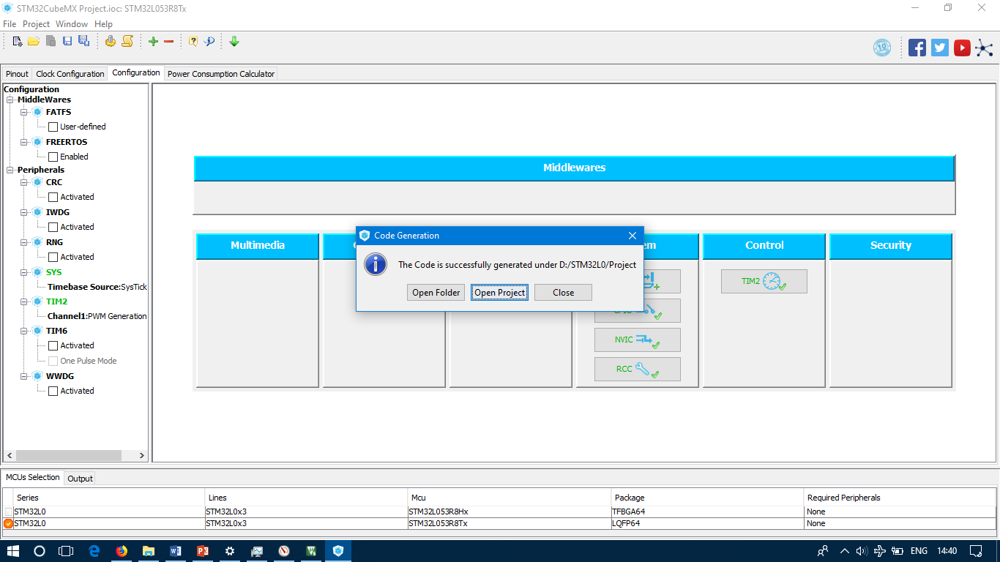 STM32CubeMX Project.ioc: STM32L053R8Tx
File Project Window Help
Pinout Clock Configuration Configuration Power Consumption Calculator
Configuration
MiddleWares
FATFS
User-defined
FREERTOS
Enabled
Peripherals
CRC
Activated
IWDG
Activated
RNG
Activated
SYS
Timebase Source:SysTick
TIM2
Channel1:PWM Generation
TIM6
Activated
One Pulse Mode
WWDG
Activated
Middlewares
Multimedia
Control
Security
TIM2
NVIC
RCC
Code Generation
The Code is successfully generated under D:/STM32L0/Project
Open Folder Open Project Close
MCUs Selection Output
Series Lines Mcu Package Required Peripherals
STM32L0 STM32L0x3 STM32L053R8Hx TFBGA64 None
STM32L0 STM32L0x3 STM32L053R8Tx LQFP64 None
ENG 14:40